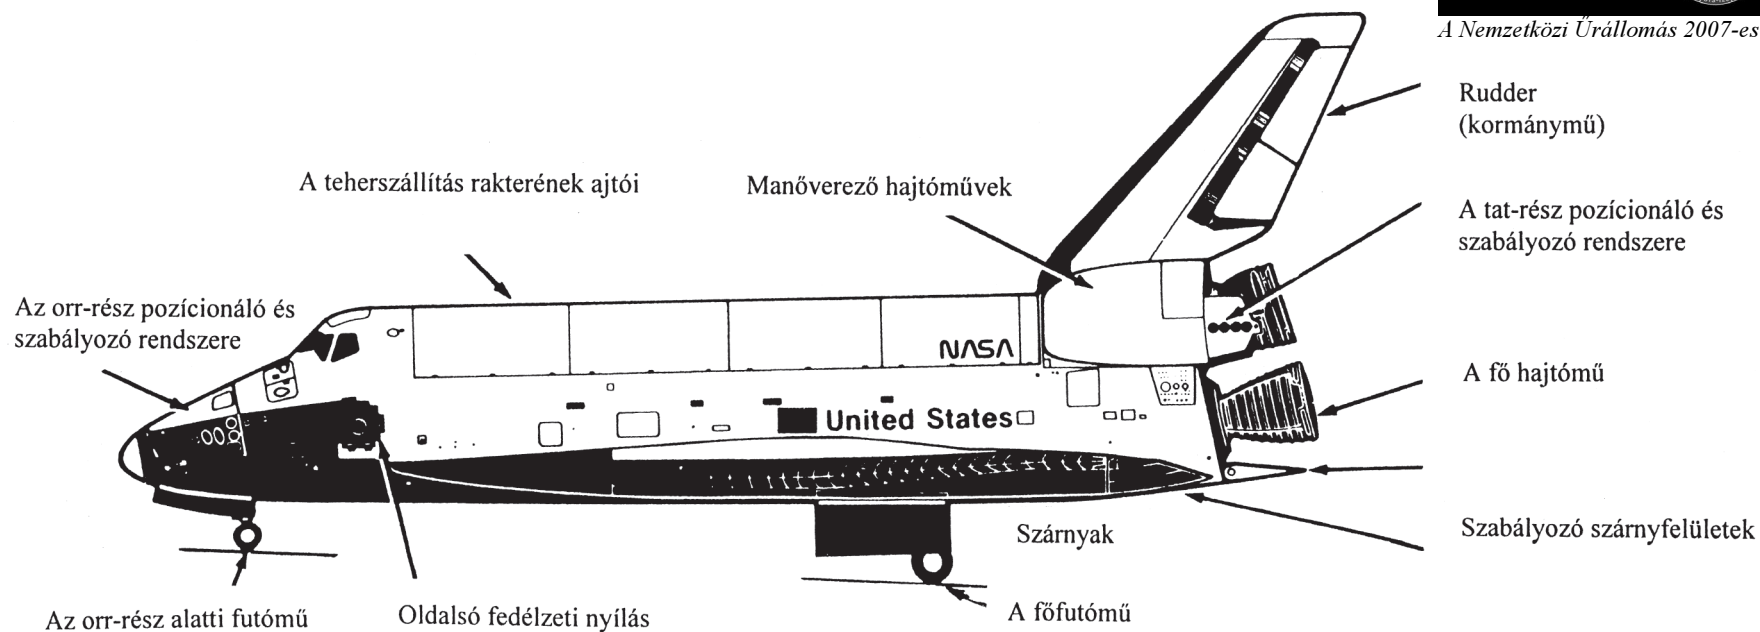 A Nemzetközi Űrállomás 2007-es
Rudder
(kormánymű)
A teherszállítás rakterének ajtói
Manőverező hajtóművek
A tat-rész pozícionáló és
szabályozó rendszere
Az orr-rész pozícionáló és
szabályozó rendszere
NASA
A fő hajtómű
United States
Szárnyak
Szabályozó szárnyfelületek
Az orr-rész alatti futómű
Oldalsó fedélzeti nyílás
A főfutómű